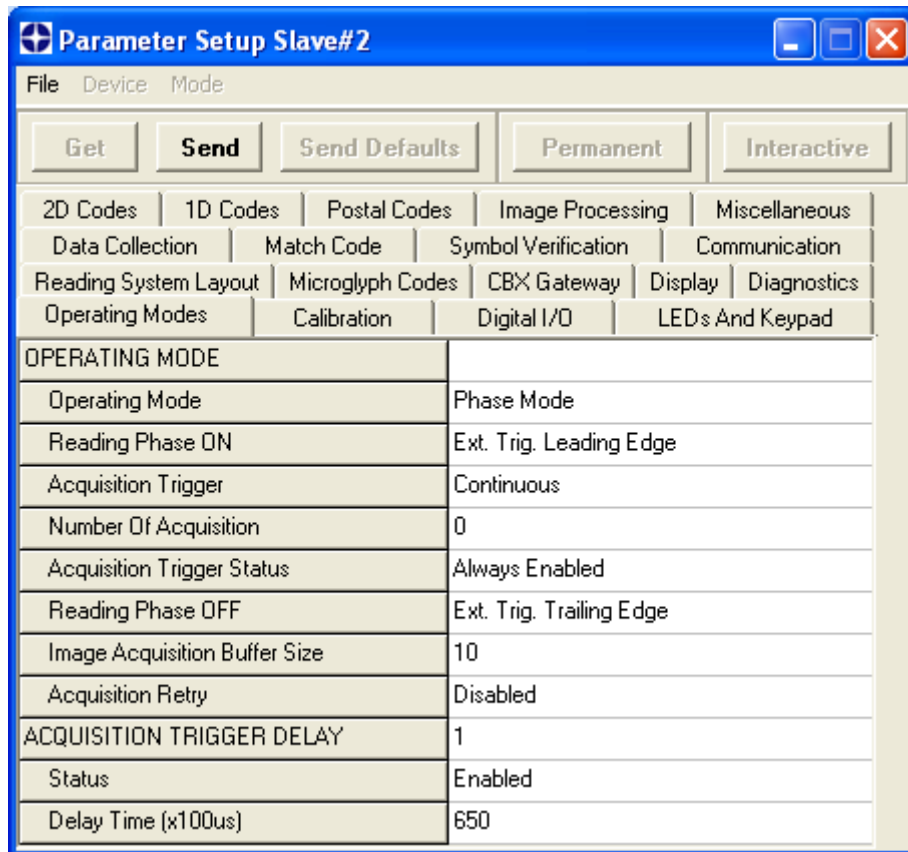 Parameter Setup Slave#2
File Device Mode
Get Send Send Defaults Permanent Interactive
2D Codes 1D Codes Postal Codes Image Processing Miscellaneous
Data Collection Match Code Symbol Verification Communication
Reading System Layout Microglyph Codes CBX Gateway Display Diagnostics
Operating Modes Calibration Digital I/O LEDs And Keypad
OPERATING MODE
Operating Mode Phase Mode
Reading Phase ON Ext. Trig. Leading Edge
Acquisition Trigger Continuous
Number Of Acquisition 0
Acquisition Trigger Status Always Enabled
Reading Phase OFF Ext. Trig. Trailing Edge
Image Acquisition Buffer Size 10
Acquisition Retry Disabled
ACQUISITION TRIGGER DELAY 1
Status Enabled
Delay Time (x100us) 650